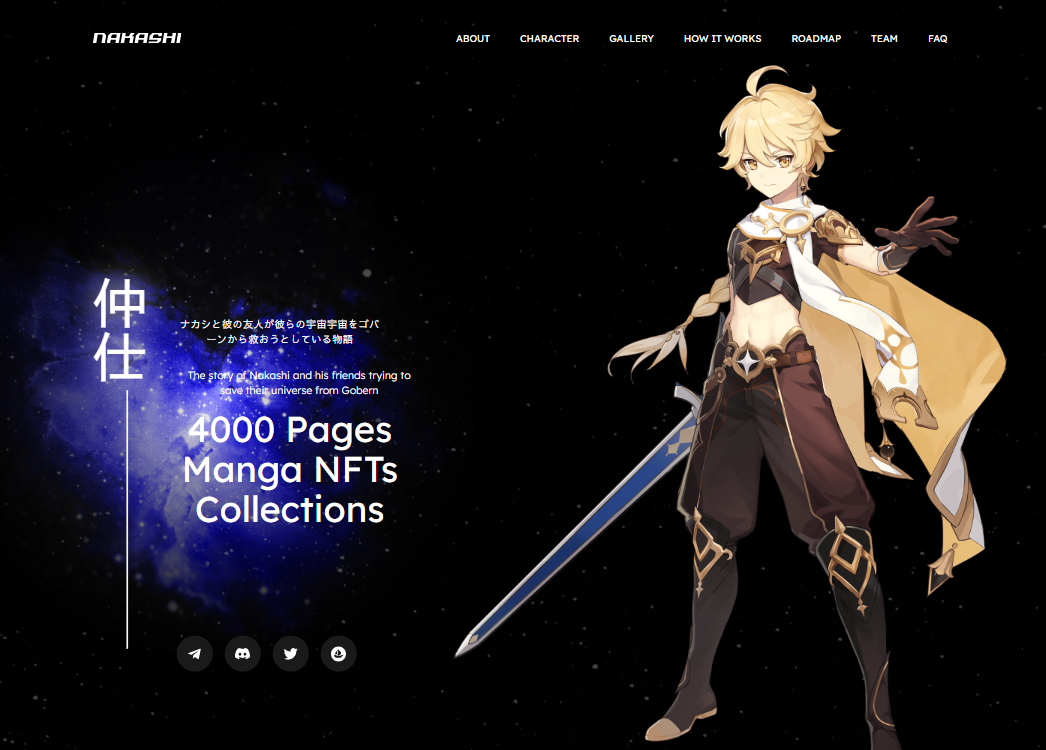 NAKASHI
ABOUT CHARACTER GALLERY HOW IT WORKS ROADMAP TEAM FAQ
仲仕
ナカシと彼の友人が彼らの宇宙宇宙をゴバ
ーンから救おうとしている物語
The story of Nakashi and his friends trying to
save their universe from Gobern
4000 Pages
Manga NFTs
Collections